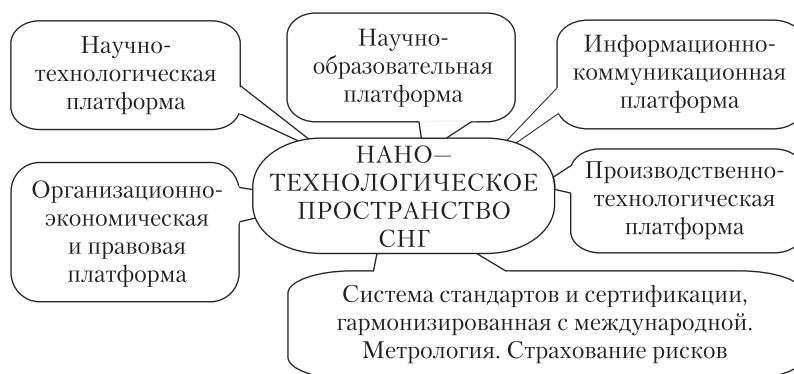 Научно-
технологическая
платформа
Научно-
образовательная
платформа
Информационно-
коммуникационная
платформа
НАНО—
ТЕХНОЛОГИЧЕСКОЕ
ПРОСТРАНСТВО
СНГ
Организационно-
экономическая
и правовая
платформа
Производственно-
технологическая
платформа
Система стандартов и сертификации,
гармонизированная с международной.
Метрология. Страхование рисков